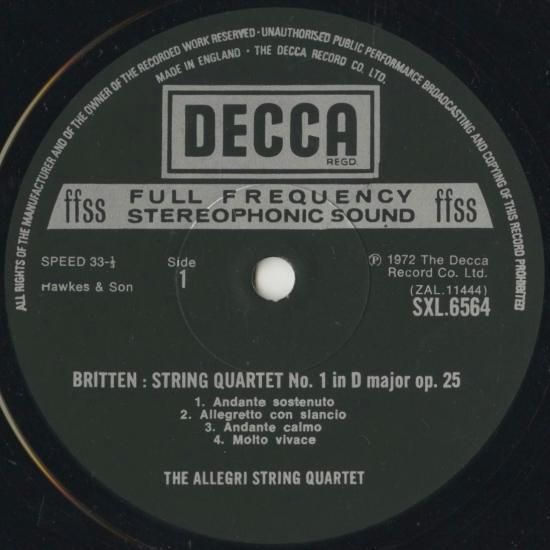 ALL RIGHTS OF THE MANUFACTURER AND OF THE OWNER OF THE RECORDED WORK RESERVED · UNAUTHORISED PUBLIC PERFORMANCE BROADCASTING AND COPYING OF THIS RECORD PROHIBITED
MADE IN ENGLAND · THE DECCA RECORD CO. LTD.
DECCA
REGD.
ffss FULL FREQUENCY ffss
STEREOPHONIC SOUND
SPEED 33-⅓ Side ℗ 1972 The Decca
1 Record Co. Ltd.
Hawkes & Son (ZAL.11444)
SXL.6564
BRITTEN : STRING QUARTET No. 1 in D major op. 25
1. Andante sostenuto
2. Allegretto con slancio
3. Andante calmo
4. Molto vivace
THE ALLEGRI STRING QUARTET